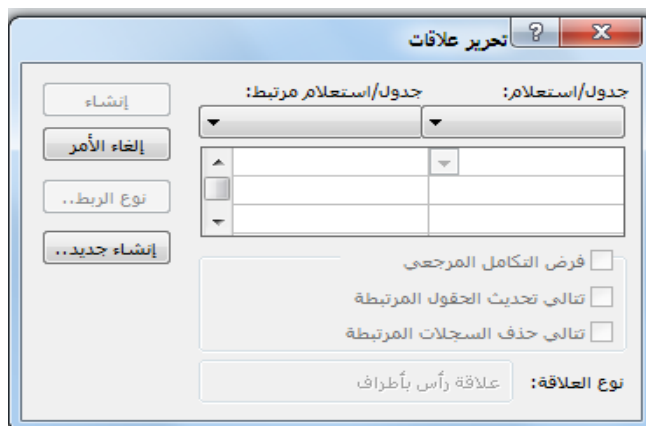 تحرير علاقات
جدول/استعلام:
جدول/استعلام مرتبط:
إنشاء
إلغاء الأمر
نوع الربط..
إنشاء جديد..
فرض التكامل المرجعي
تتالي تحديث الحقول المرتبطة
تتالي حذف السجلات المرتبطة
نوع العلاقة: علاقة رأس بأطراف